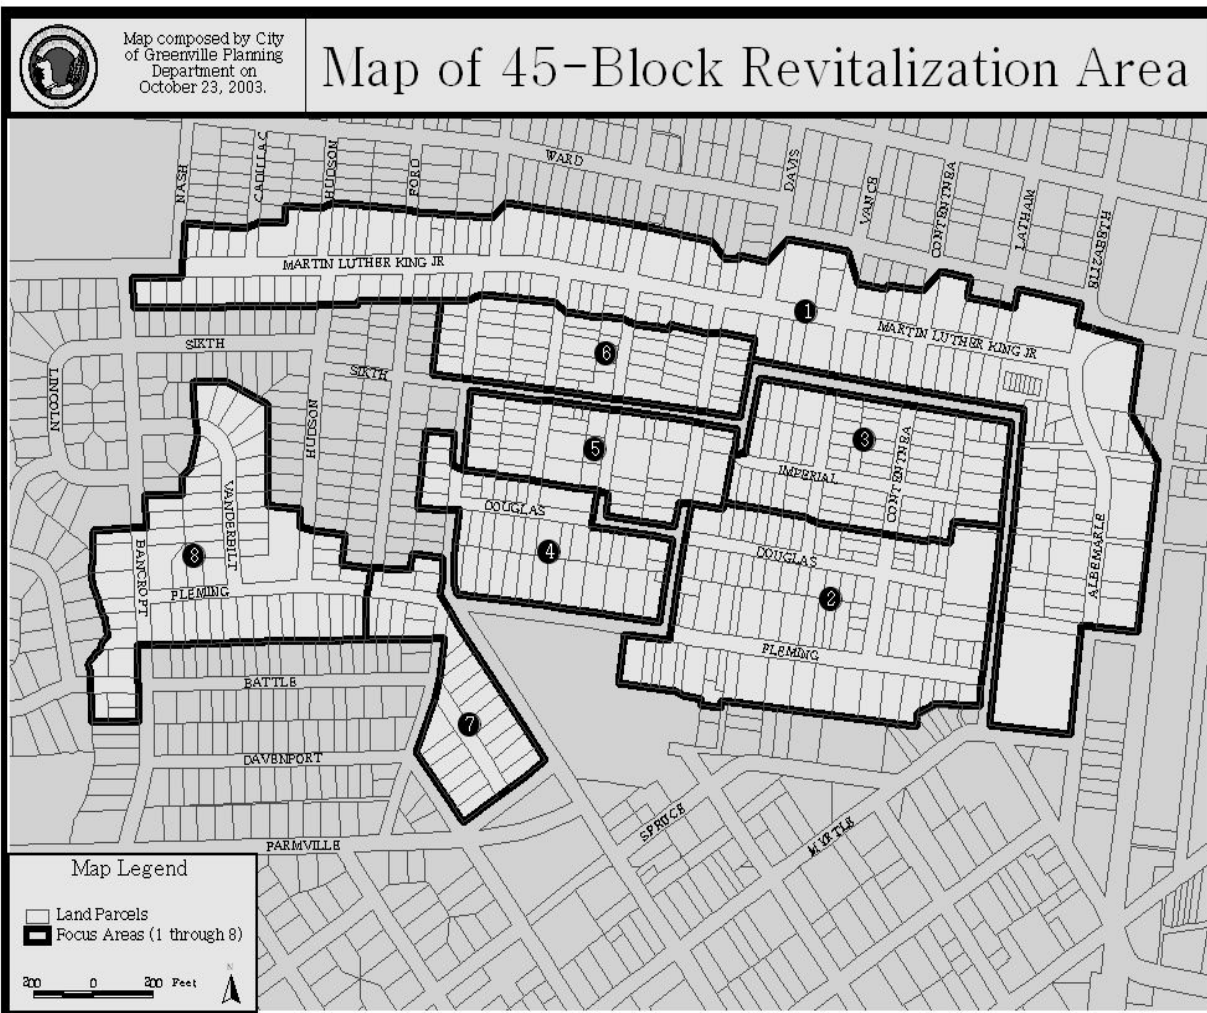 Map composed by City
of Greenville Planning
Department on
October 23, 2003.
Map of 45-Block Revitalization Area
WARD
NASH
CADILLAC
HUDSON
FORD
DAVIS
VANCE
CONTENTNEA
LATHAM
ELIZABETH
MARTIN LUTHER KING JR
1
MARTIN LUTHER KING JR
SIXTH
6
SIXTH
LINCOLN
HUDSON
3
5
CONTENTNEA
IMPERIAL
VANDERBILT
DOUGLAS
ALBEMARLE
BANCROFT
8
4
DOUGLAS
FLEMING
2
FLEMING
BATTLE
7
DAVENPORT
SPRUCE
MYRTLE
FARMVILLE
Map Legend
Land Parcels
Focus Areas (1 through 8)
N
200 0 200 Feet